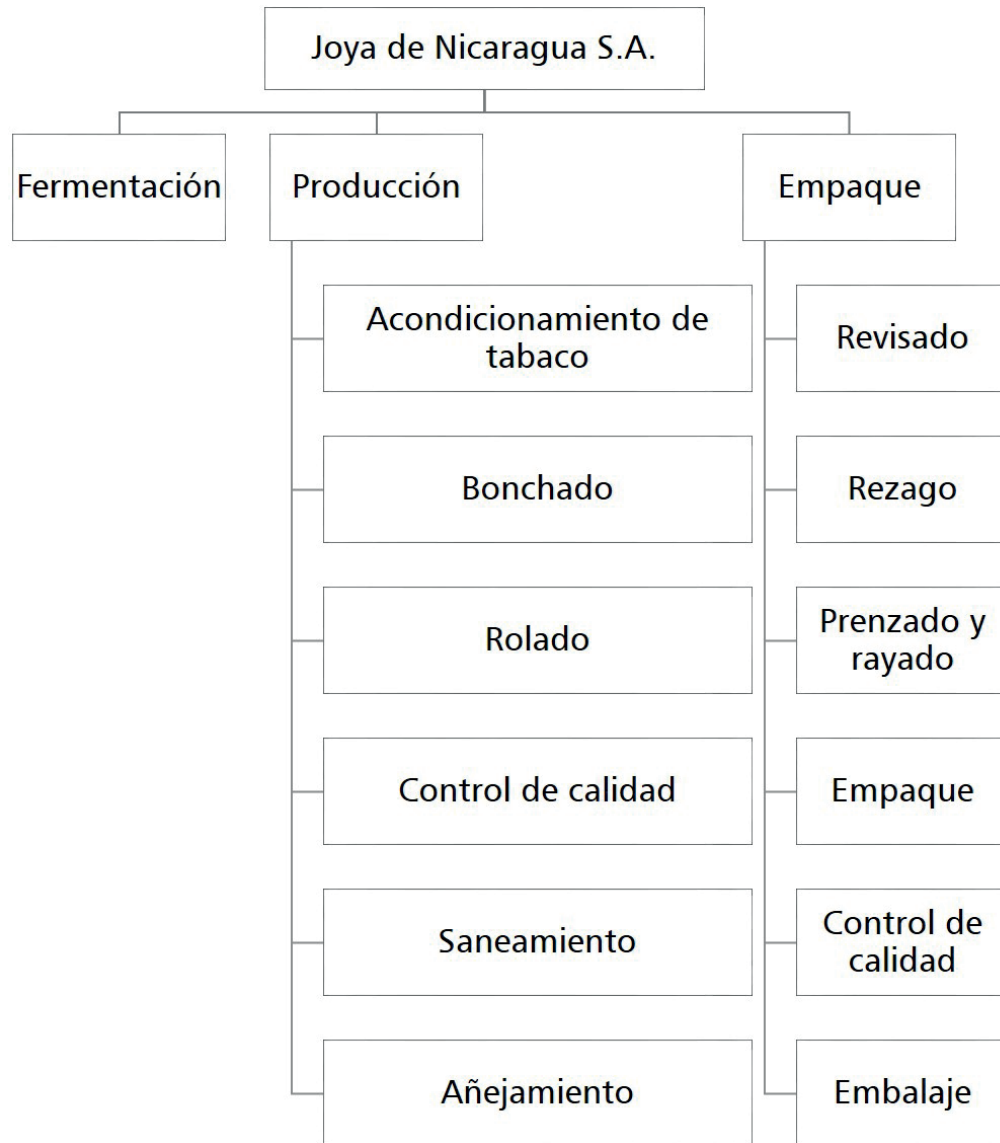 Joya de Nicaragua S.A.
Fermentación
Producción
Empaque
Acondicionamiento de
tabaco
Bonchado
Rolado
Control de calidad
Saneamiento
Añejamiento
Revisado
Rezago
Prenzado y
rayado
Empaque
Control de
calidad
Embalaje